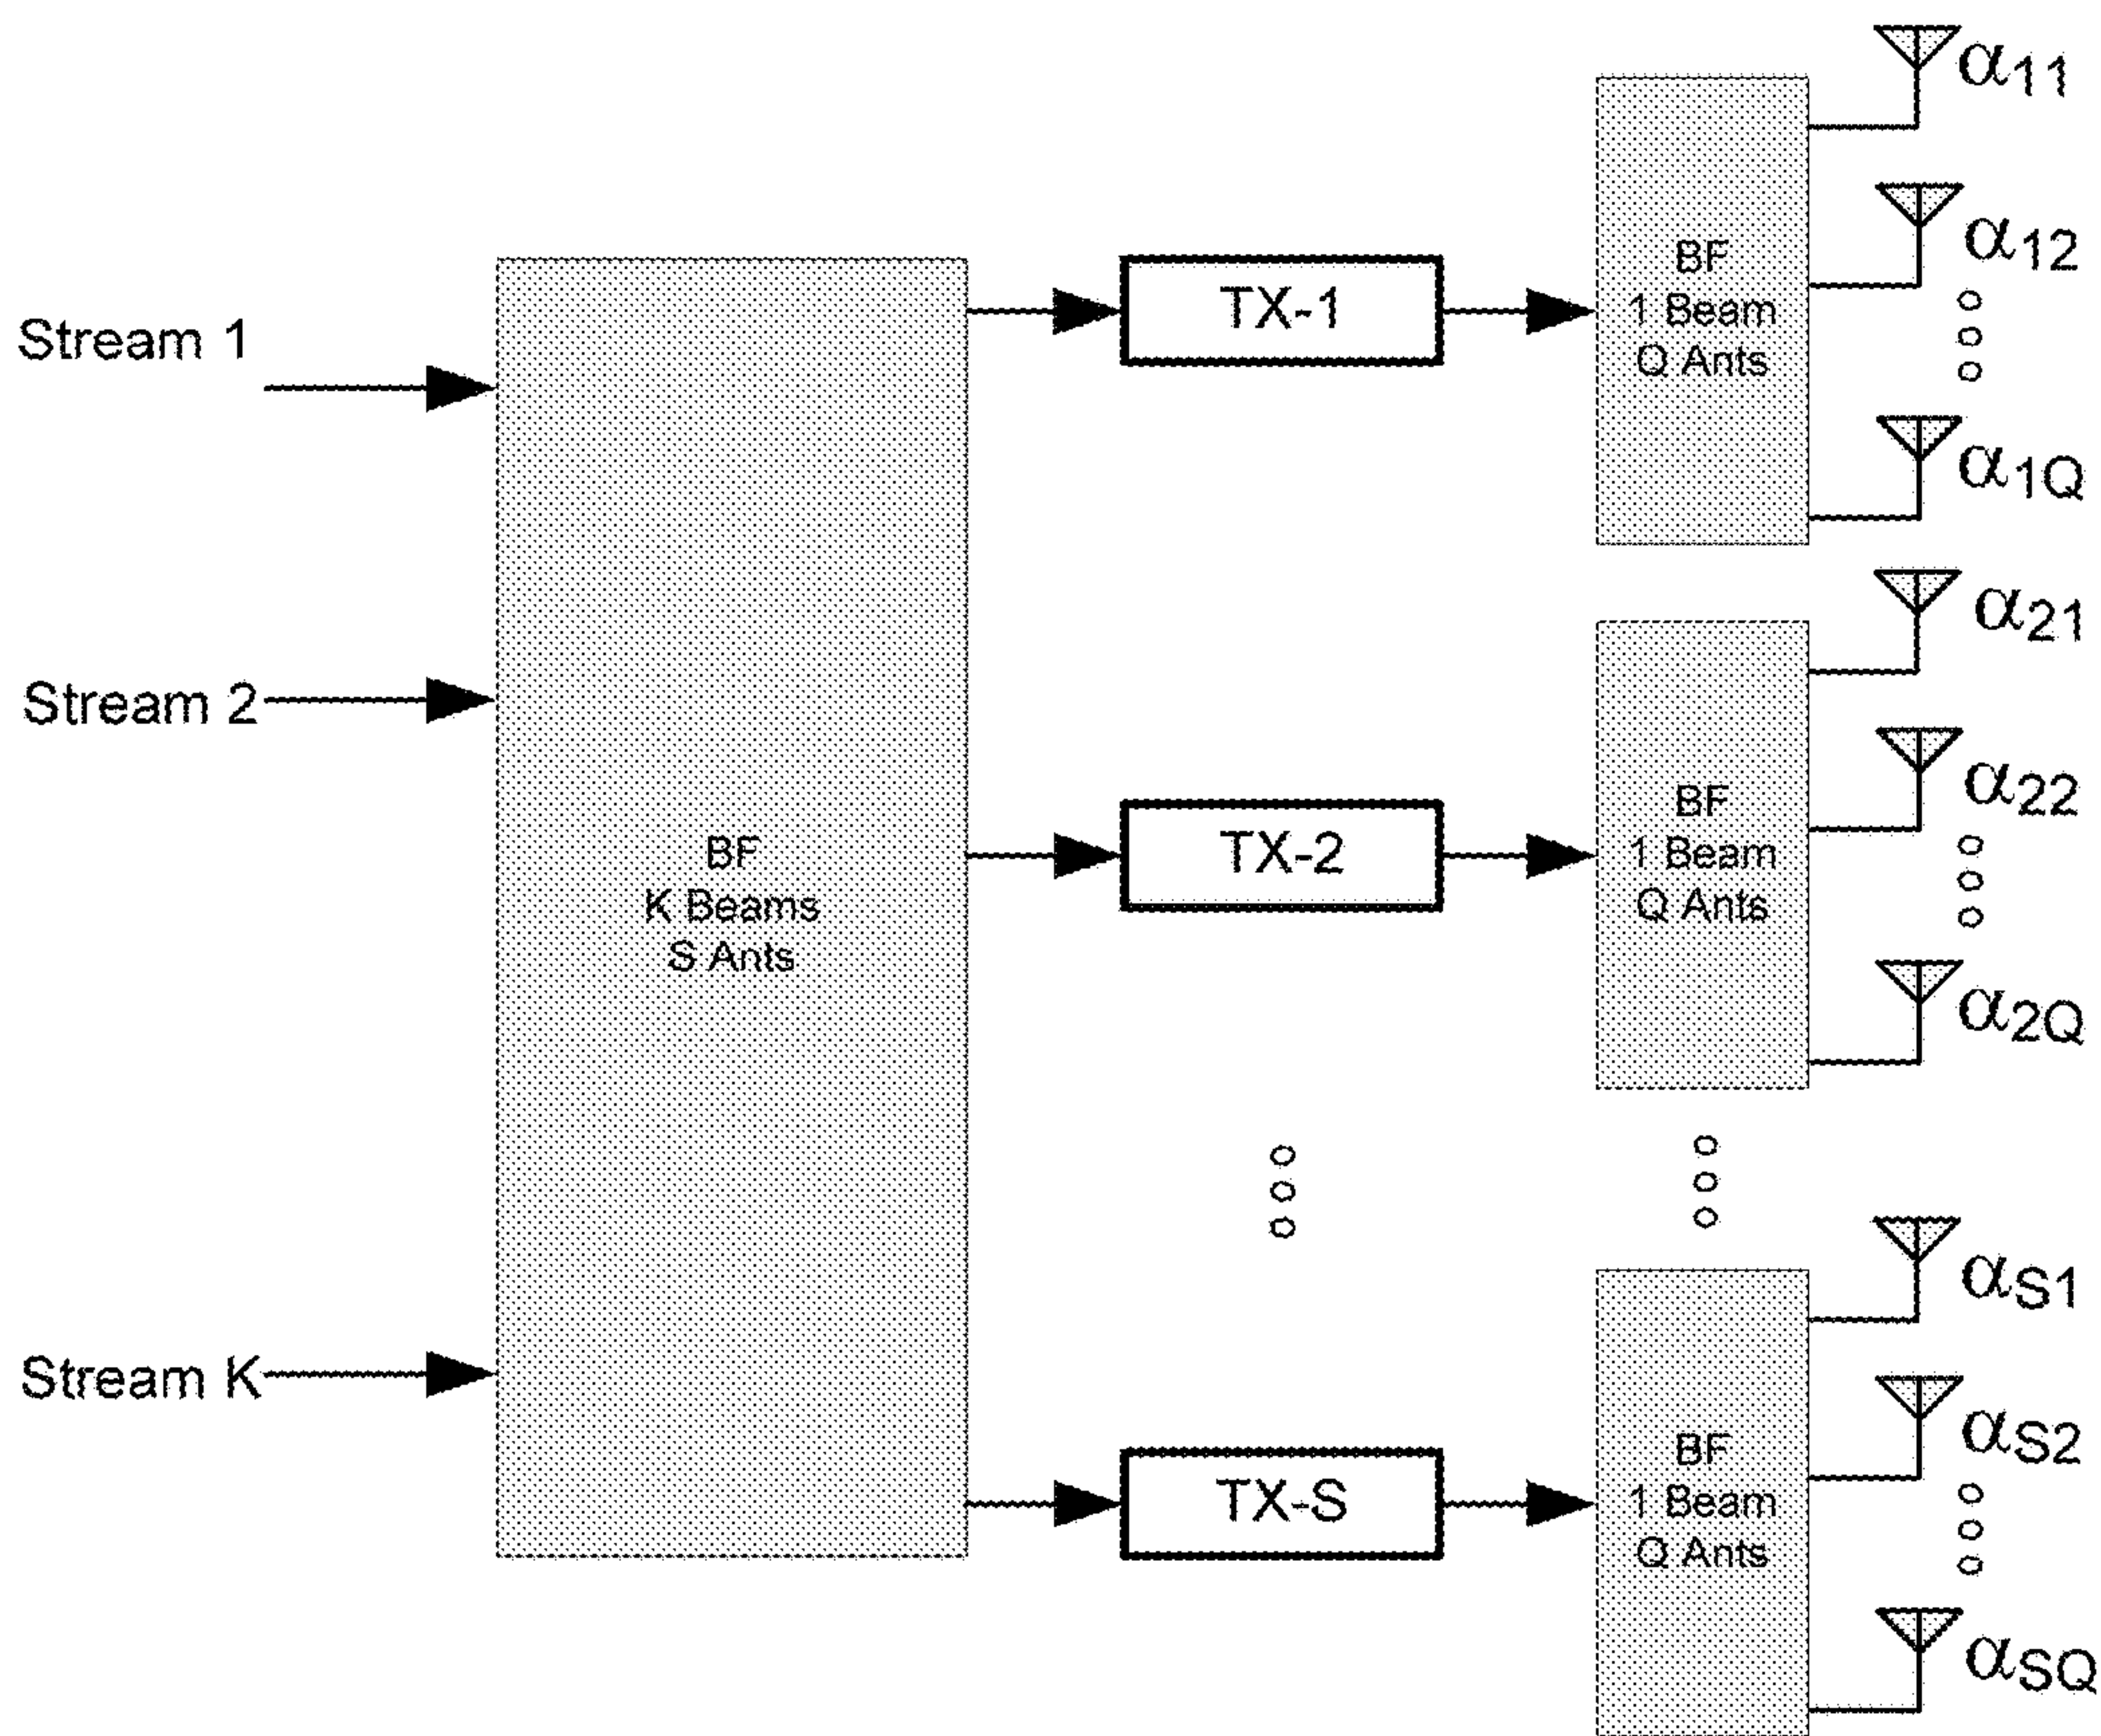 Stream 1
Stream 2
Stream K
BF
K Beams
S Ants
TX-1
TX-2
TX-S
BF
1 Beam
Q Ants
α11
α12
α1Q
BF
1 Beam
Q Ants
α21
α22
α2Q
BF
1 Beam
Q Ants
αS1
αS2
αSQ